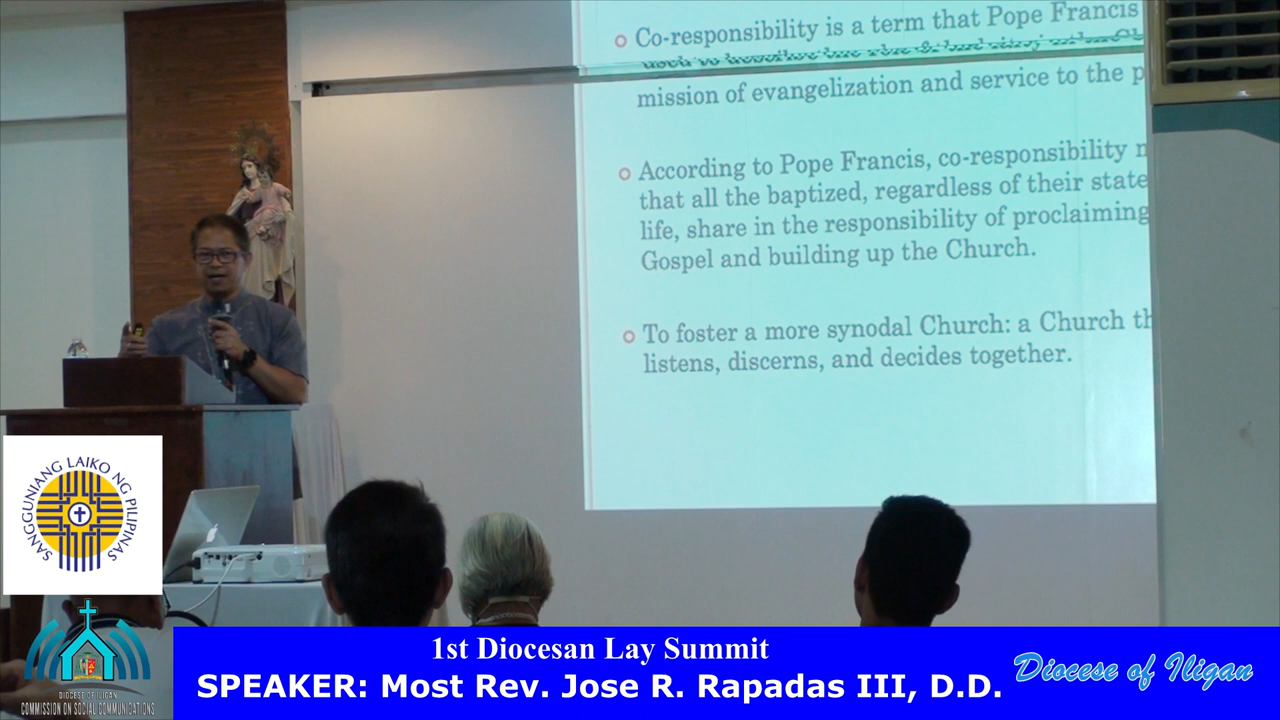 Co-responsibility is a term that Pope Francis
mission of evangelization and service to the p
According to Pope Francis, co-responsibility
that all the baptized, regardless of their state
life, share in the responsibility of proclaiming
Gospel and building up the Church.
To foster a more synodal Church: a Church th
listens, discerns, and decides together.
SANGGUNIANG LAIKO NG PILIPINAS
DIOCESE OF ILIGAN
COMMISSION ON SOCIAL COMMUNICATIONS
1st Diocesan Lay Summit
SPEAKER: Most Rev. Jose R. Rapadas III, D.D.
Diocese of Iligan